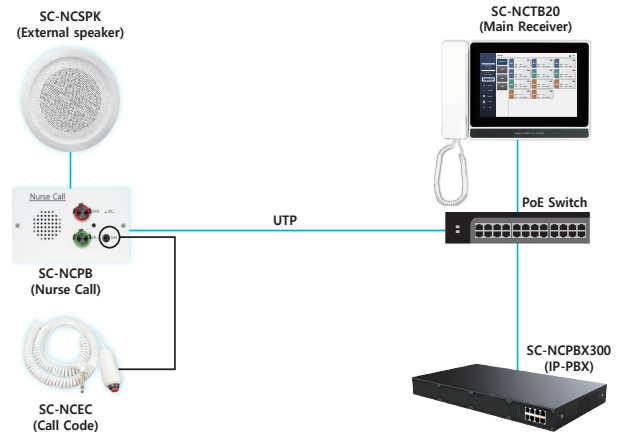 SC-NCSPK
(External speaker)
SC-NCTB20
(Main Receiver)
Nurse Call
UTP
PoE Switch
SC-NCPB
(Nurse Call)
SC-NCPBX300
(IP-PBX)
SC-NCEC
(Call Code)